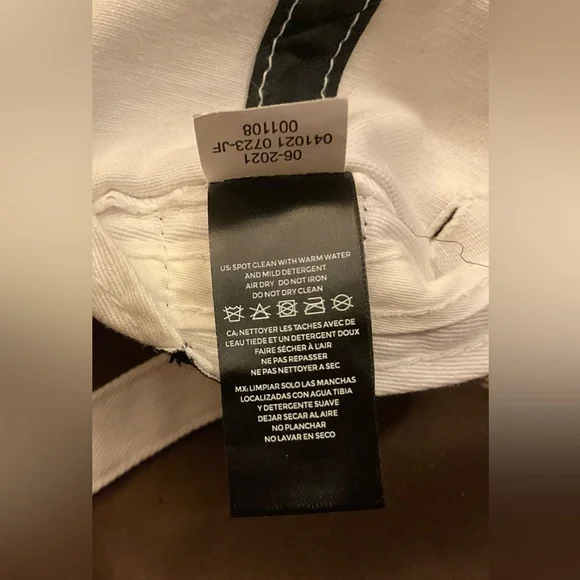 06-2021
041021 0723-JF
001108
US: SPOT CLEAN WITH WARM WATER
AND MILD DETERGENT
AIR DRY DO NOT IRON
DO NOT DRY CLEAN
CA: NETTOYER LES TACHES AVEC DE
L'EAU TIEDE ET UN DETERGENT DOUX
FAIRE SÉCHER À L'AIR
NE PAS REPASSER
NE PAS NETTOYER A SEC
MX: LIMPIAR SOLO LAS MANCHAS
LOCALIZADAS CON AGUA TIBIA
Y DETERGENTE SUAVE
DEJAR SECAR AL AIRE
NO PLANCHAR
NO LAVAR EN SECO